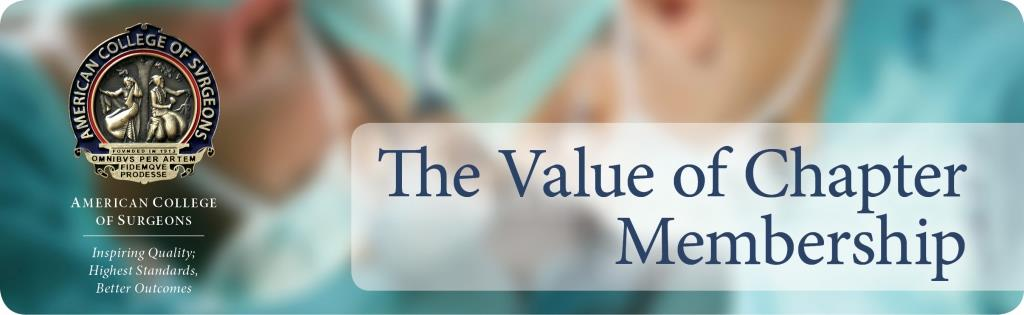 AMERICAN COLLEGE OF SVRGEONS
FOUNDED IN 1913
OMNIBVS PER ARTEM
FIDEMQVE
PRODESSE
AMERICAN COLLEGE
OF SURGEONS
Inspiring Quality;
Highest Standards,
Better Outcomes
The Value of Chapter
Membership